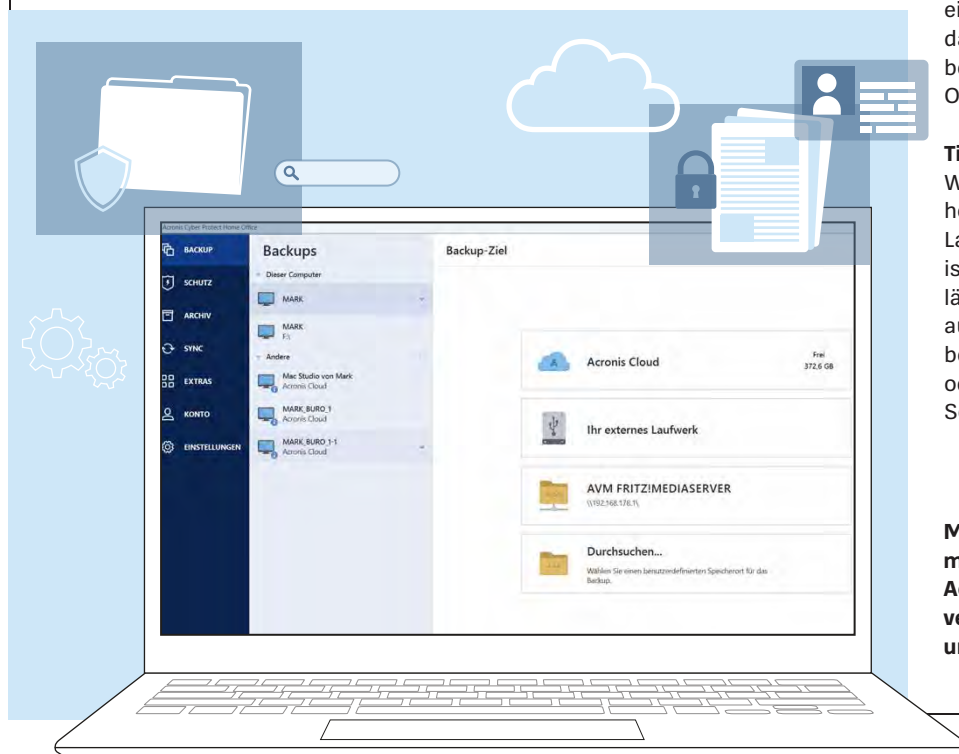 Acronis Cyber Protect Home Office
BACKUP
SCHUTZ
ARCHIV
SYNC
EXTRAS
KONTO
EINSTELLUNGEN
Backups
Dieser Computer
MARK
MARK
F:\
Andere
Mac Studio von Mark
Acronis Cloud
MARK_BURO_1
Acronis Cloud
MARK_BURO_1-1
Acronis Cloud
Backup-Ziel
Acronis Cloud
Frei
372,6 GB
Ihr externes Laufwerk
AVM FRITZ!MEDIASERVER
\\192.168.178.1\
Durchsuchen...
Wählen Sie einen benutzerdefinierten Speicherort für das
Backup.